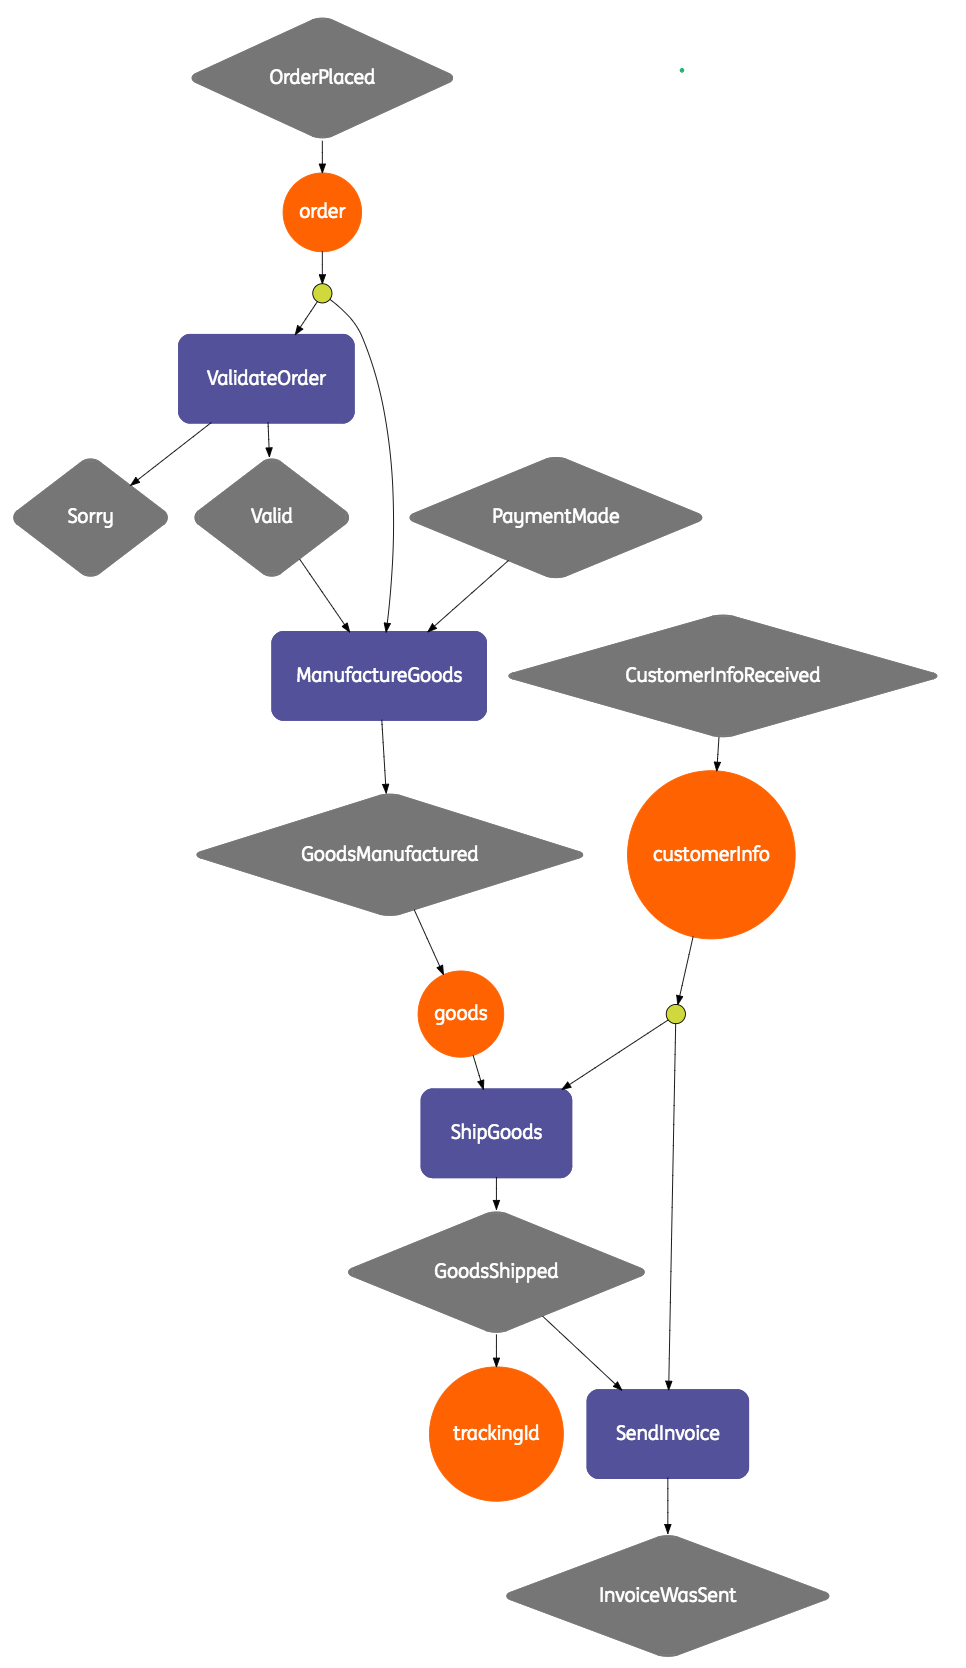 OrderPlaced
order
ValidateOrder
Sorry
Valid
PaymentMade
ManufactureGoods
CustomerInfoReceived
GoodsManufactured
customerInfo
goods
ShipGoods
GoodsShipped
trackingId
SendInvoice
InvoiceWasSent